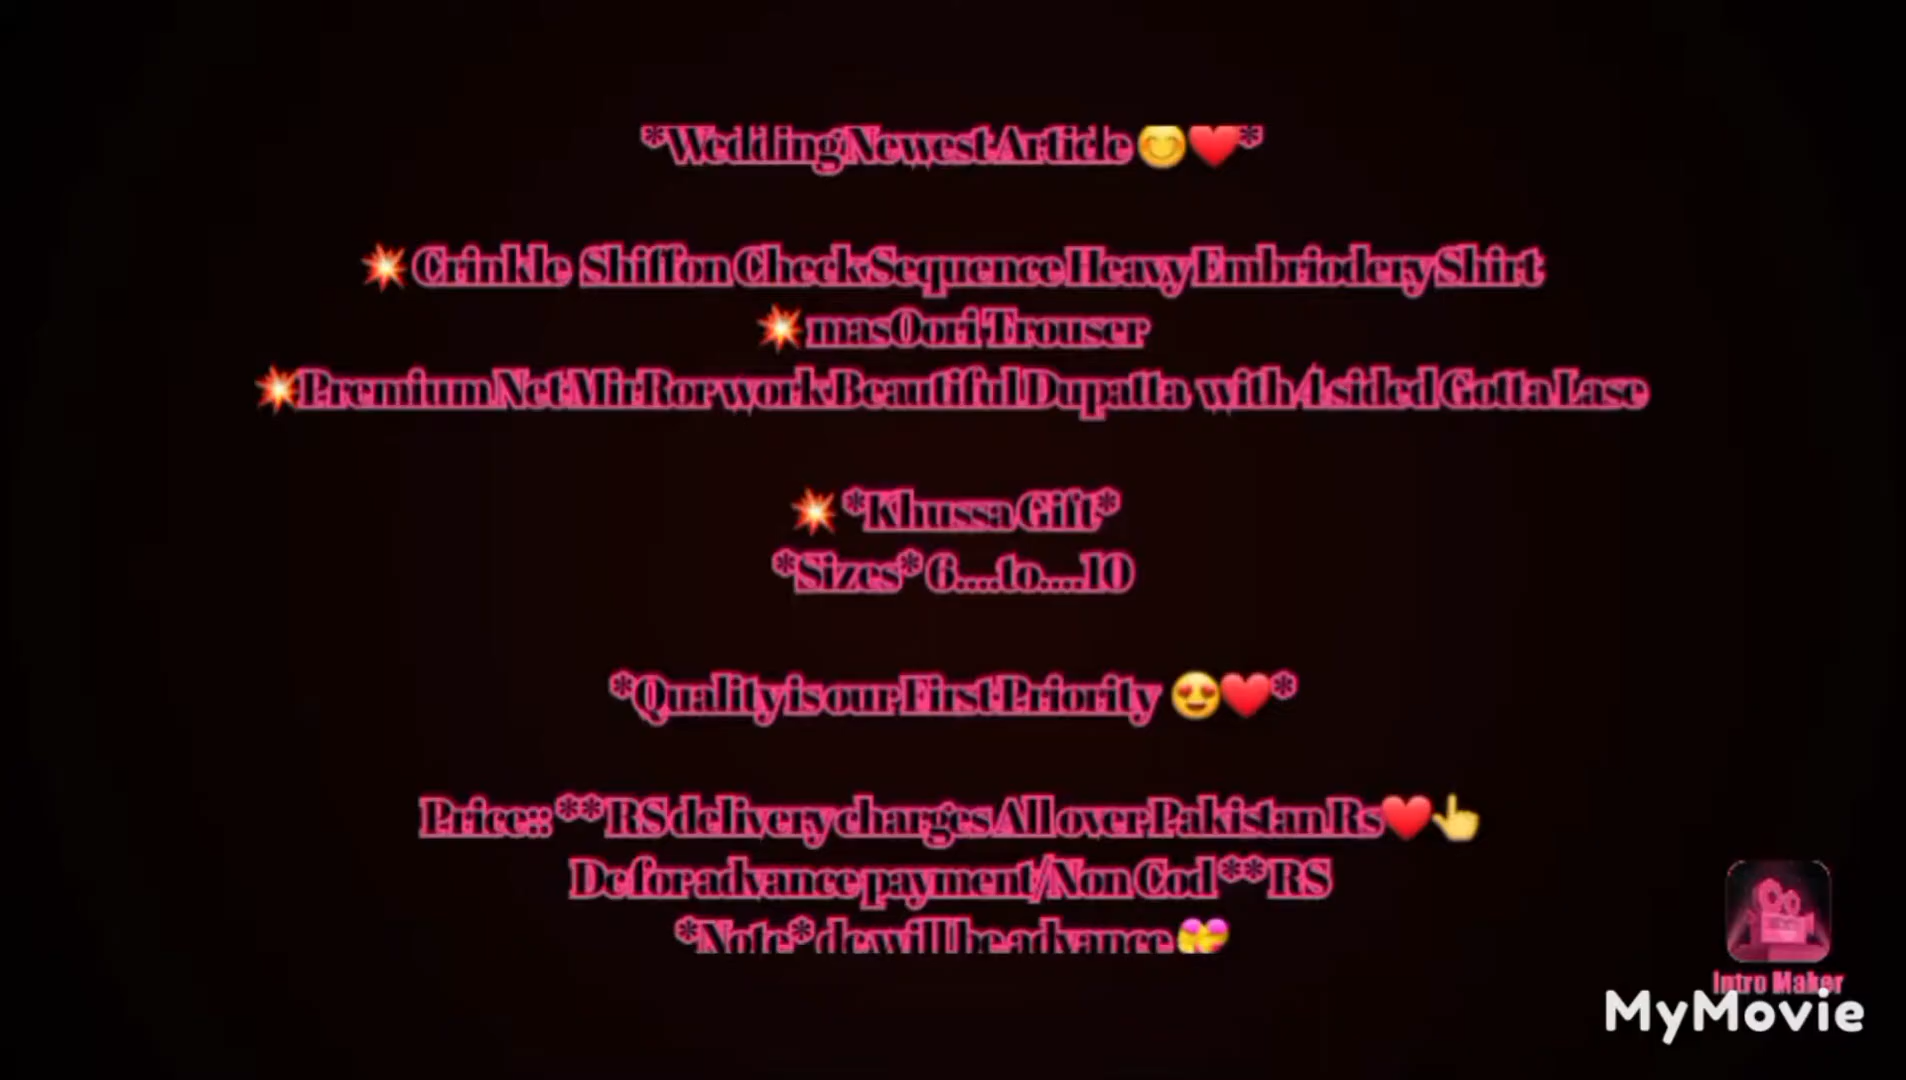 *Wedding Newest Article 😊❤️*
💥 Crinkle Shiffon Check Sequence Heavy Embriodery Shirt
💥 masOori Trouser
💥Premium Net MirRor work Beautiful Dupatta with 4 sided Gotta Lase
💥 *Khussa Gift*
*Sizes* 6....to....10
*Quality is our First Priority 😍❤️*
Price:: ** RS delivery charges All over Pakistan Rs❤️👆
Dc for advance payment/Non Cod ** RS
*Note* dc will be advance 💝
Intro Maker
MyMovie